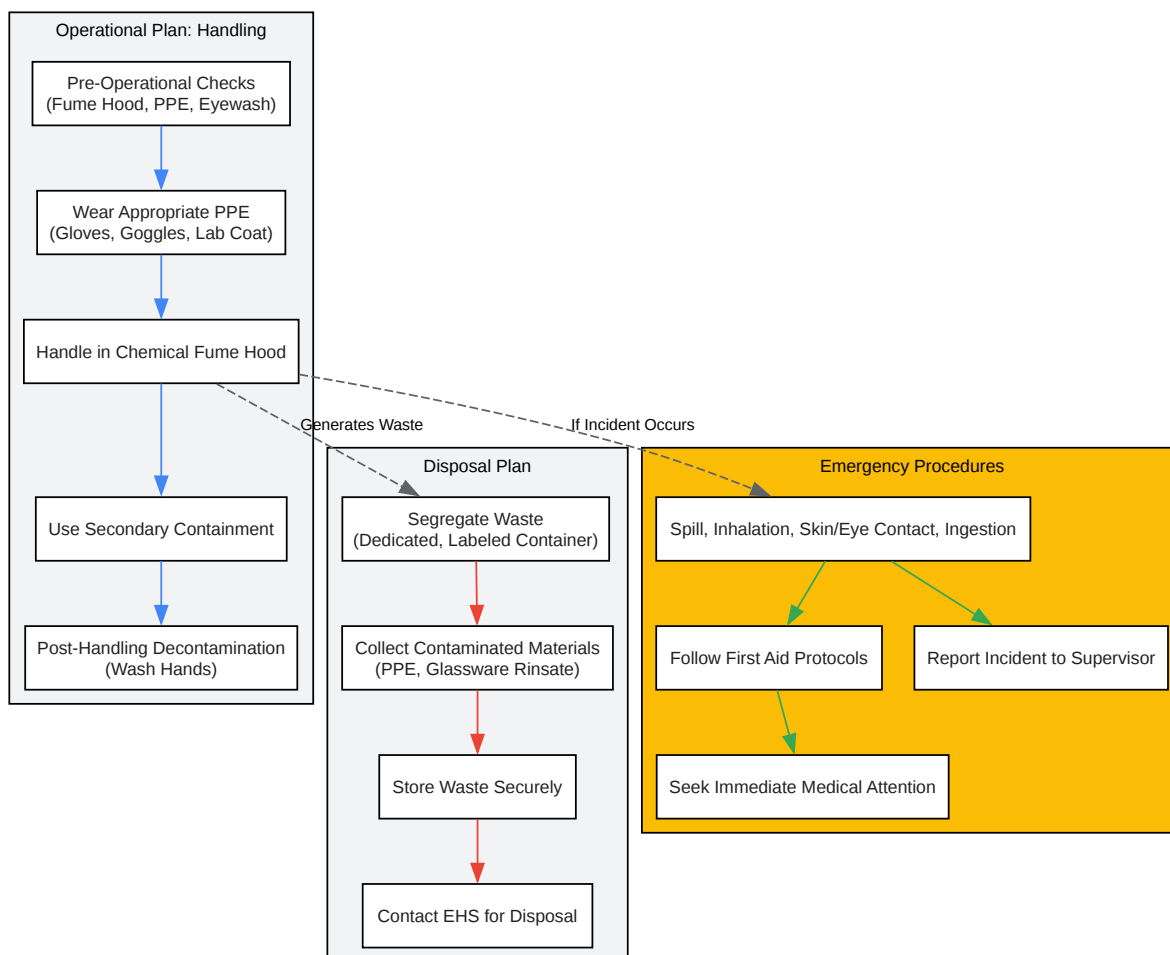 Operational Plan: Handling
Pre-Operational Checks
(Fume Hood, PPE, Eyewash)
Wear Appropriate PPE
(Gloves, Goggles, Lab Coat)
Handle in Chemical Fume Hood
Use Secondary Containment
Post-Handling Decontamination
(Wash Hands)
Generates Waste
If Incident Occurs
Disposal Plan
Segregate Waste
(Dedicated, Labeled Container)
Collect Contaminated Materials
(PPE, Glassware Rinsate)
Store Waste Securely
Contact EHS for Disposal
Emergency Procedures
Spill, Inhalation, Skin/Eye Contact, Ingestion
Follow First Aid Protocols
Report Incident to Supervisor
Seek Immediate Medical Attention